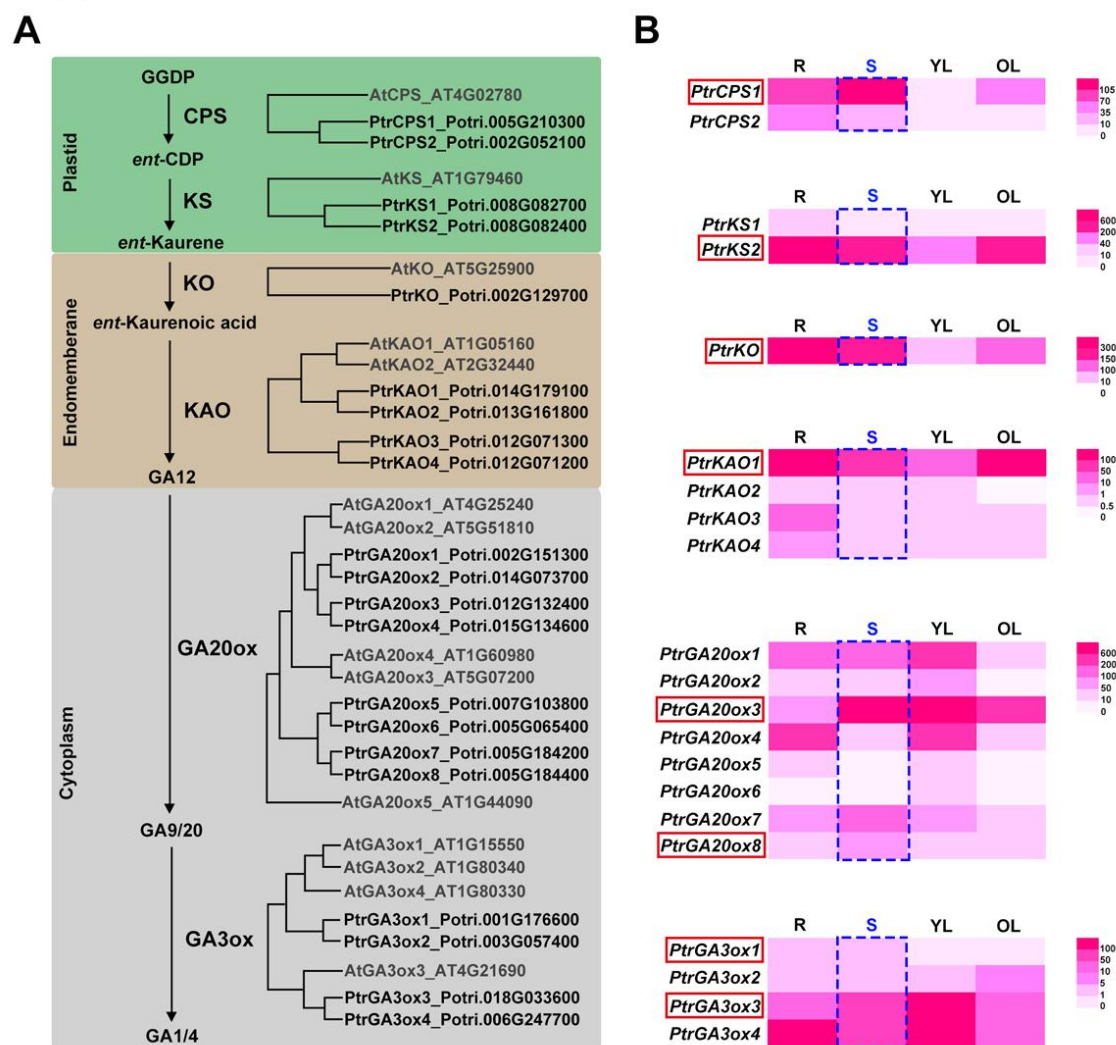 A
Plastid
GGDP
CPS
ent-CDP
KS
ent-Kaurene
AtCPS_AT4G02780
PtrCPS1_Potri.005G210300
PtrCPS2_Potri.002G052100
AtKS_AT1G79460
PtrKS1_Potri.008G082700
PtrKS2_Potri.008G082400
Endomemberane
KO
ent-Kaurenoic acid
KAO
GA12
AtKO_AT5G25900
PtrKO_Potri.002G129700
AtKAO1_AT1G05160
AtKAO2_AT2G32440
PtrKAO1_Potri.014G179100
PtrKAO2_Potri.013G161800
PtrKAO3_Potri.012G071300
PtrKAO4_Potri.012G071200
Cytoplasm
GA20ox
GA9/20
GA3ox
GA1/4
AtGA20ox1_AT4G25240
AtGA20ox2_AT5G51810
PtrGA20ox1_Potri.002G151300
PtrGA20ox2_Potri.014G073700
PtrGA20ox3_Potri.012G132400
PtrGA20ox4_Potri.015G134600
AtGA20ox4_AT1G60980
AtGA20ox3_AT5G07200
PtrGA20ox5_Potri.007G103800
PtrGA20ox6_Potri.005G065400
PtrGA20ox7_Potri.005G184200
PtrGA20ox8_Potri.005G184400
AtGA20ox5_AT1G44090
AtGA3ox1_AT1G15550
AtGA3ox2_AT1G80340
AtGA3ox4_AT1G80330
PtrGA3ox1_Potri.001G176600
PtrGA3ox2_Potri.003G057400
AtGA3ox3_AT4G21690
PtrGA3ox3_Potri.018G033600
PtrGA3ox4_Potri.006G247700
B
R S YL OL
PtrCPS1
PtrCPS2
105
70
35
10
0
R S YL OL
PtrKS1
PtrKS2
600
200
40
10
0
R S YL OL
PtrKO
300
150
100
10
0
R S YL OL
PtrKAO1
PtrKAO2
PtrKAO3
PtrKAO4
100
50
10
1
0.5
0
R S YL OL
PtrGA20ox1
PtrGA20ox2
PtrGA20ox3
PtrGA20ox4
PtrGA20ox5
PtrGA20ox6
PtrGA20ox7
PtrGA20ox8
600
200
100
50
10
0
R S YL OL
PtrGA3ox1
PtrGA3ox2
PtrGA3ox3
PtrGA3ox4
100
50
10
5
1
0